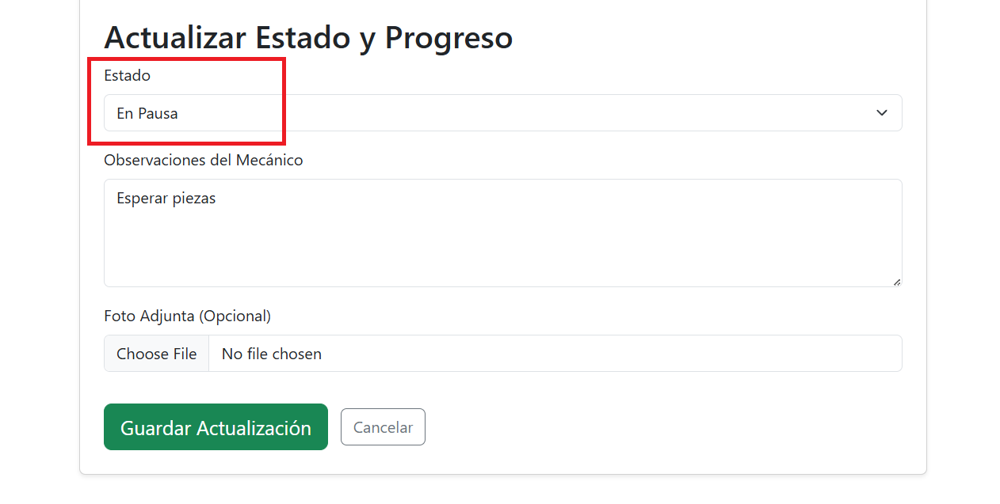 Actualizar Estado y Progreso
Estado
En Pausa
Observaciones del Mecánico
Esperar piezas
Foto Adjunta (Opcional)
Choose File No file chosen
Guardar Actualización Cancelar